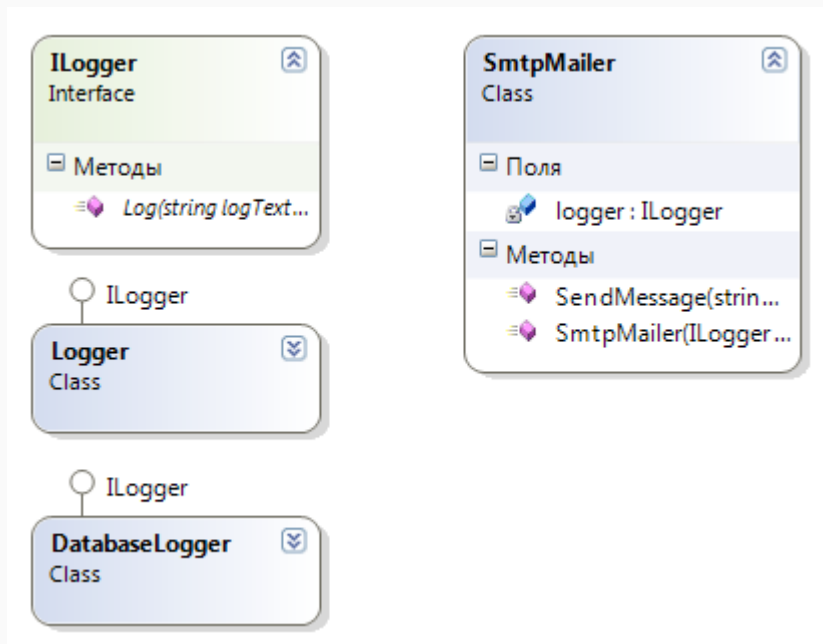 ILogger
Interface
Методы
Log(string logText...
ILogger
Logger
Class
ILogger
DatabaseLogger
Class
SmtpMailer
Class
Поля
logger : ILogger
Методы
SendMessage(strin...
SmtpMailer(ILogger...